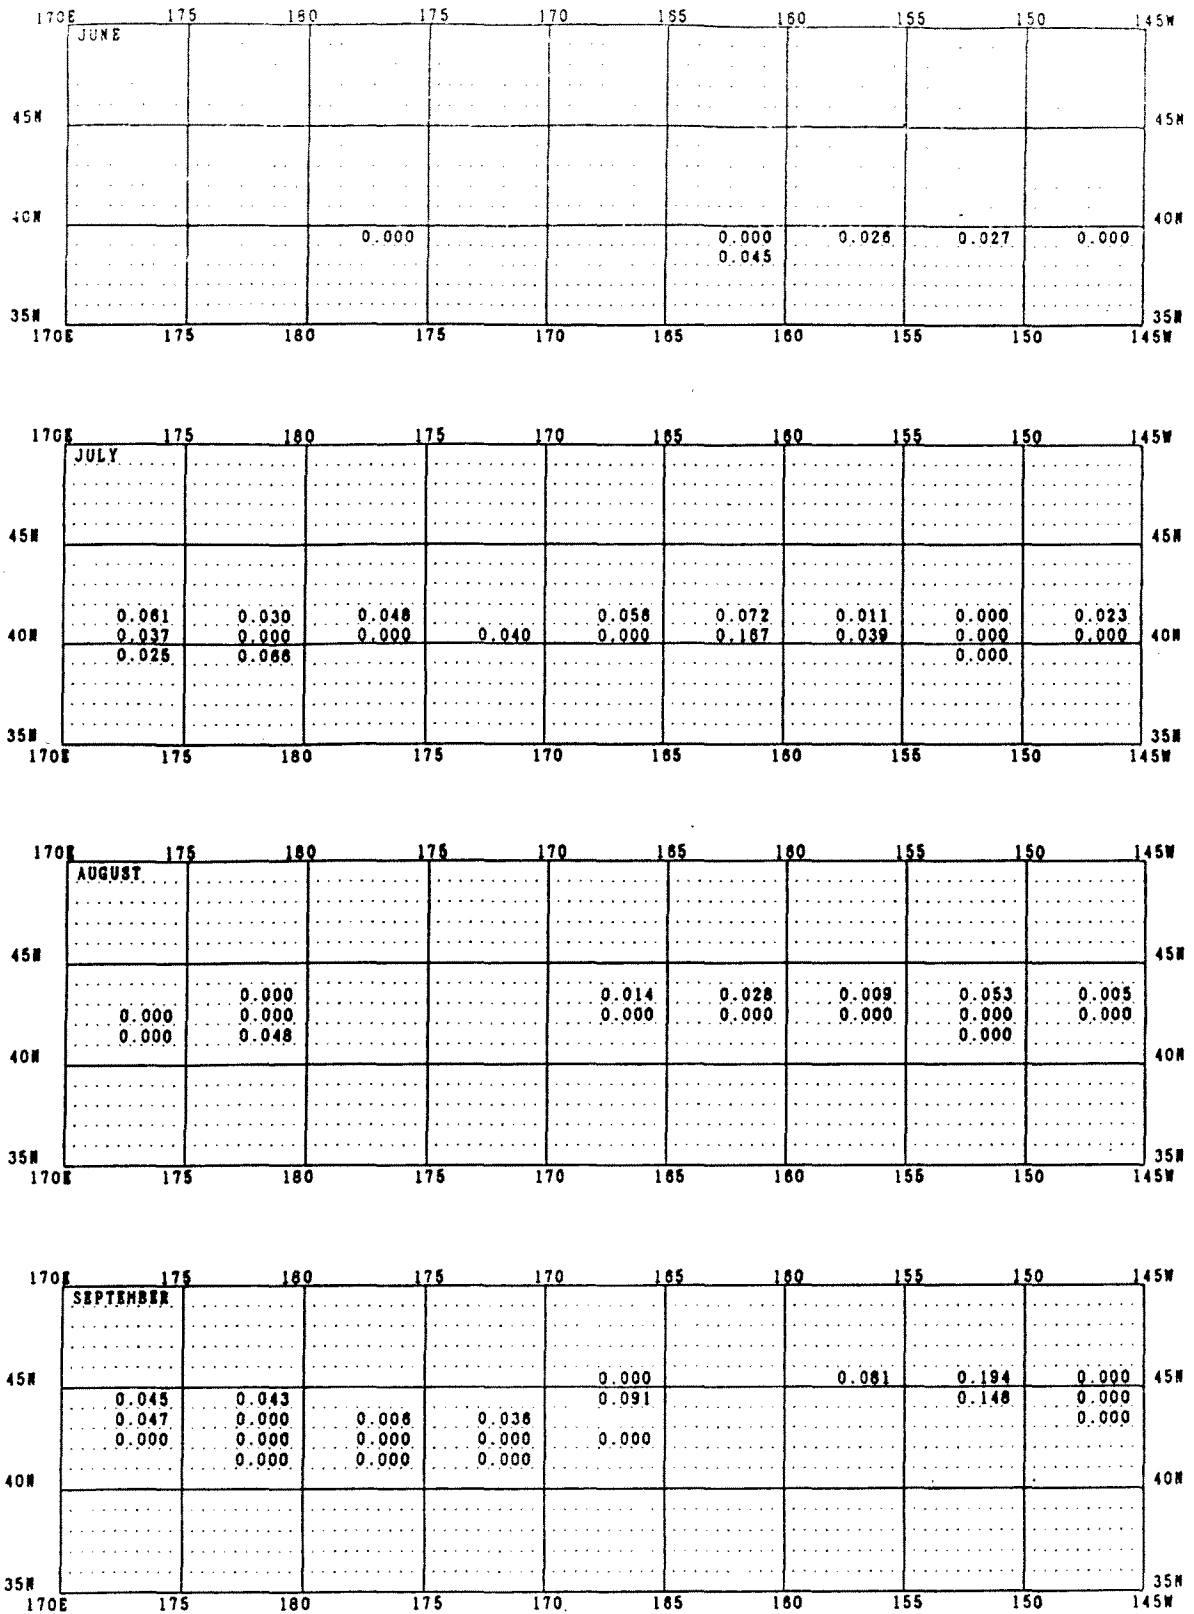 170E 175 180 175 170 165 160 155 150 145W
JUNE
45N 45N
40N 40N
0.000 0.000 0.026 0.027 0.000
0.045
35N 35N
170E 175 180 175 170 165 160 155 150 145W
170E 175 180 175 170 165 160 155 150 145W
JULY
45N 45N
0.061 0.030 0.048 0.058 0.072 0.011 0.000 0.023
40N 0.037 0.000 0.000 0.040 0.000 0.187 0.039 0.000 0.000 40N
0.025 0.066 0.000
35N 35N
170E 175 180 175 170 165 160 155 150 145W
170E 175 180 175 170 165 160 155 150 145W
AUGUST
45N 45N
0.000 0.014 0.028 0.009 0.053 0.005
0.000 0.000 0.000 0.000 0.000 0.000 0.000
0.000 0.048 0.000
40N 40N
35N 35N
170E 175 180 175 170 165 160 155 150 145W
170E 175 180 175 170 165 160 155 150 145W
SEPTEMBER
45N 0.000 0.061 0.194 0.000 45N
0.045 0.043 0.091 0.148 0.000
0.047 0.000 0.006 0.036 0.000
0.000 0.000 0.000 0.000 0.000
0.000 0.000 0.000
40N 40N
35N 35N
170E 175 180 175 170 165 160 155 150 145W